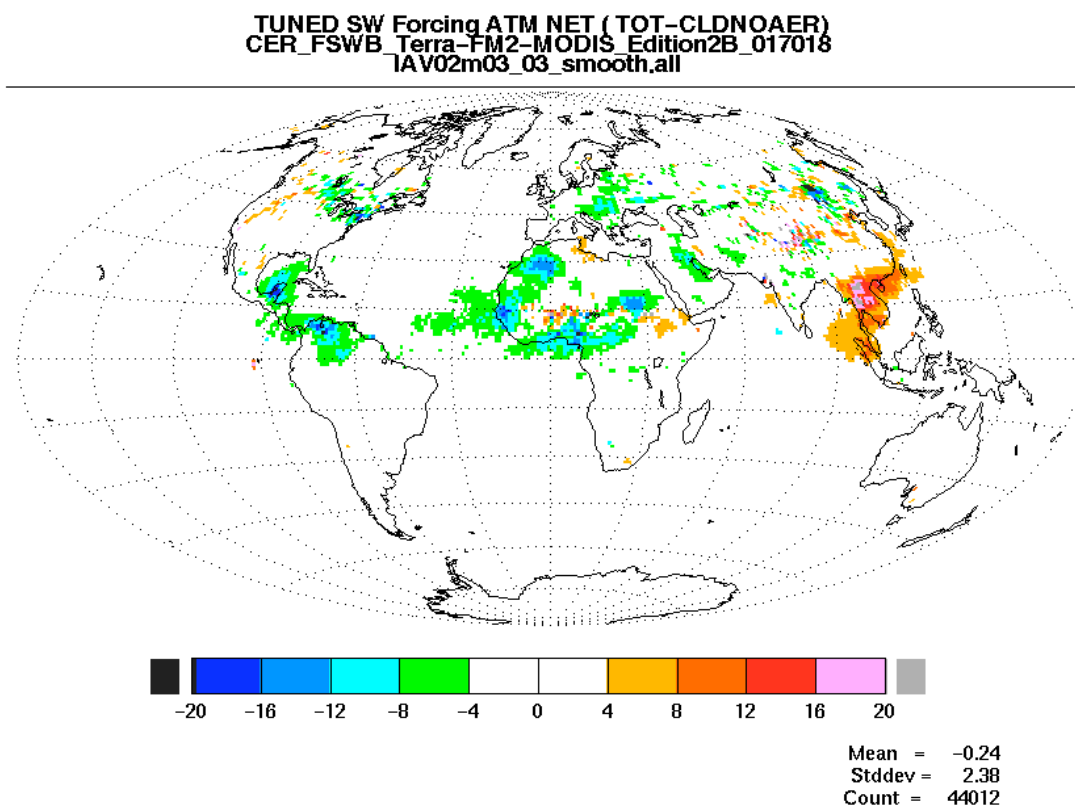 TUNED SW Forcing ATM NET ( TOT-CLDNOAER)
CER_FSWB_Terra-FM2-MODIS_Edition2B_017018
IAV02m03_03_smooth.all
-20 -16 -12 -8 -4 0 4 8 12 16 20
Mean = -0.24
Stddev = 2.38
Count = 44012